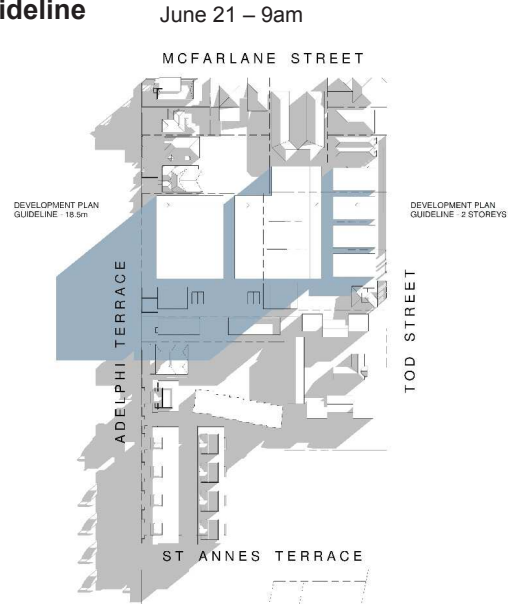 ideline
June 21 – 9am
MCFARLANE STREET
DEVELOPMENT PLAN
GUIDELINE - 18.5m
DEVELOPMENT PLAN
GUIDELINE - 2 STOREYS
ADELPHI TERRACE
TOD STREET
ST ANNES TERRACE